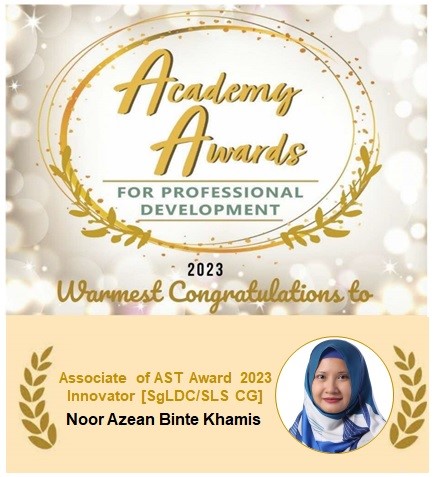 Academy
Awards
FOR PROFESSIONAL
DEVELOPMENT
2023
Warmest Congratulations to
Associate of AST Award 2023
Innovator [SgLDC/SLS CG]
Noor Azean Binte Khamis